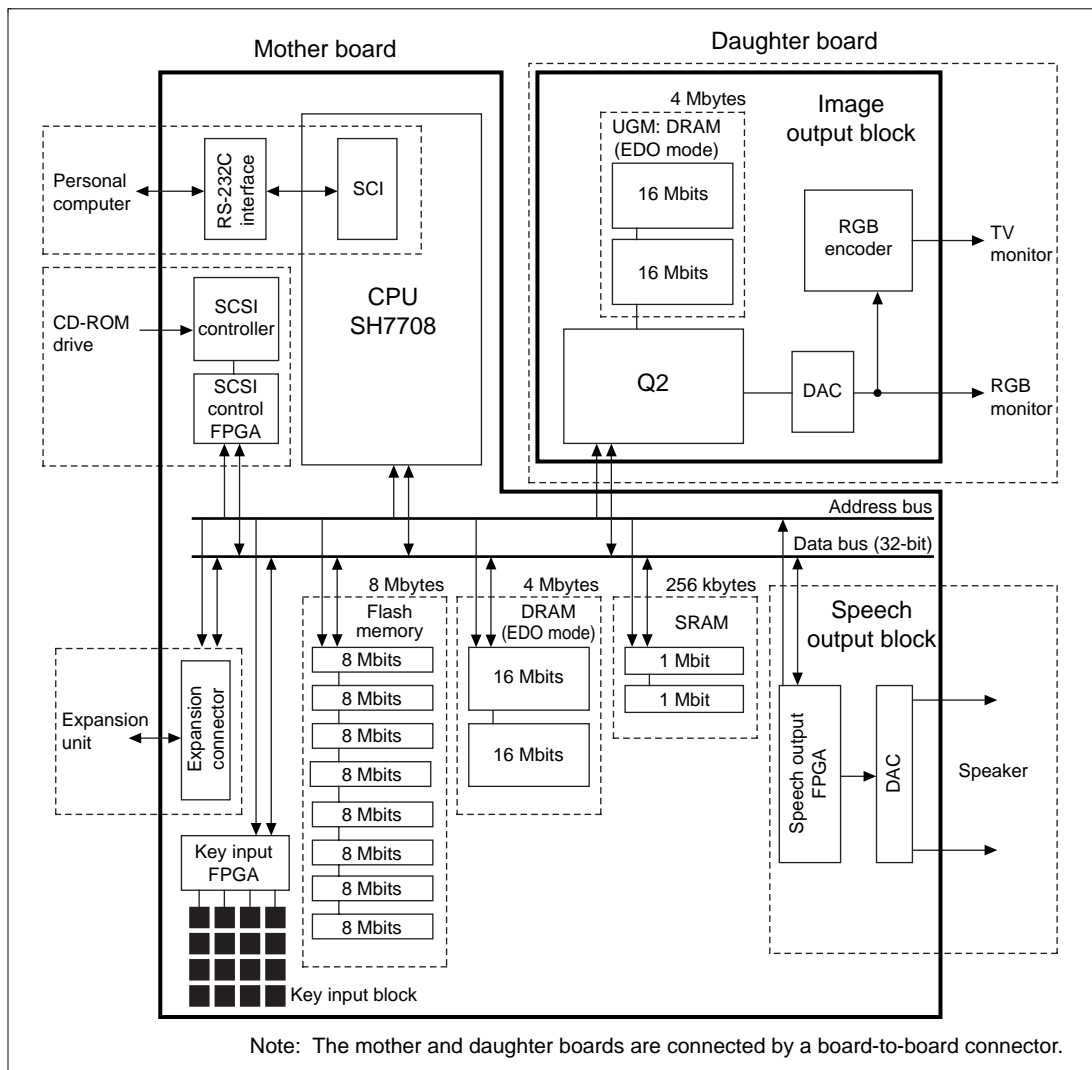 Mother board
Daughter board
4 Mbytes
Image
output block
UGM: DRAM
(EDO mode)
16 Mbits
16 Mbits
Personal
computer
RS-232C
interface
SCI
RGB
encoder
TV
monitor
CD-ROM
drive
SCSI
controller
SCSI
control
FPGA
CPU
SH7708
Q2
DAC
RGB
monitor
Address bus
Data bus (32-bit)
8 Mbytes
Flash
memory
8 Mbits
8 Mbits
8 Mbits
8 Mbits
8 Mbits
8 Mbits
8 Mbits
8 Mbits
4 Mbytes
DRAM
(EDO mode)
16 Mbits
16 Mbits
256 kbytes
SRAM
1 Mbit
1 Mbit
Speech
output block
Speech output
FPGA
DAC
Speaker
Expansion
unit
Expansion
connector
Key input
FPGA
Key input block
Note: The mother and daughter boards are connected by a board-to-board connector.